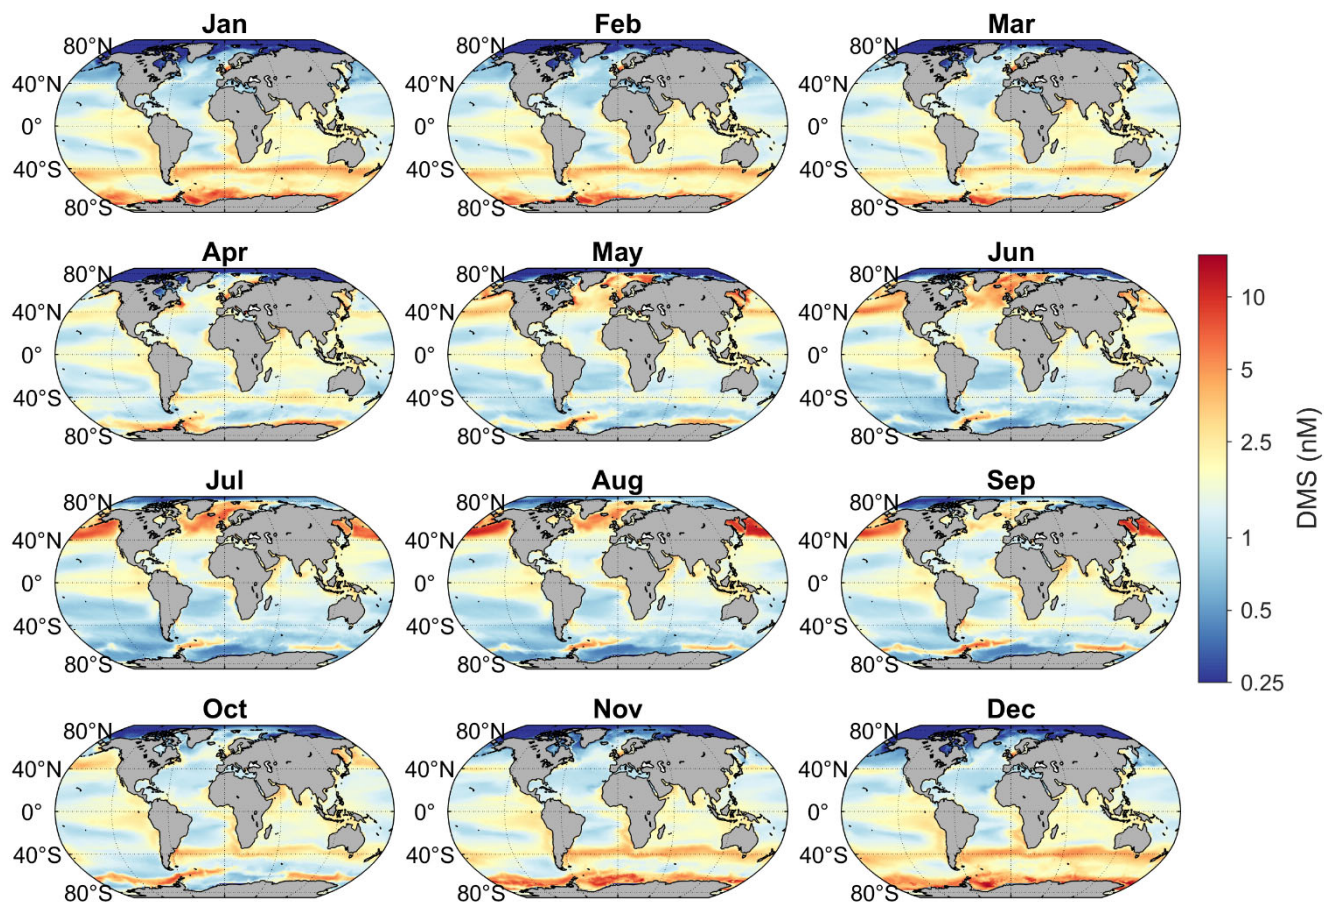 Jan Feb Mar
80°N 80°N 80°N
40°N 40°N 40°N
0° 0° 0°
40°S 40°S 40°S
80°S 80°S 80°S
Apr May Jun
80°N 80°N 80°N
40°N 40°N 40°N
0° 0° 0°
40°S 40°S 40°S
80°S 80°S 80°S
Jul Aug Sep
80°N 80°N 80°N
40°N 40°N 40°N
0° 0° 0°
40°S 40°S 40°S
80°S 80°S 80°S
Oct Nov Dec
80°N 80°N 80°N
40°N 40°N 40°N
0° 0° 0°
40°S 40°S 40°S
80°S 80°S 80°S
10
5
2.5
1
0.5
0.25
DMS (nM)